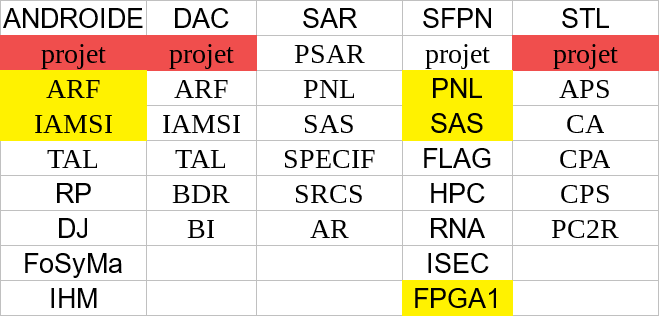 ANDROIDE DAC SAR SFPN STL
projet projet PSAR projet projet
ARF ARF PNL PNL APS
IAMSI IAMSI SAS SAS CA
TAL TAL SPECIF FLAG CPA
RP BDR SRCS HPC CPS
DJ BI AR RNA PC2R
FoSyMa ISEC
IHM FPGA1